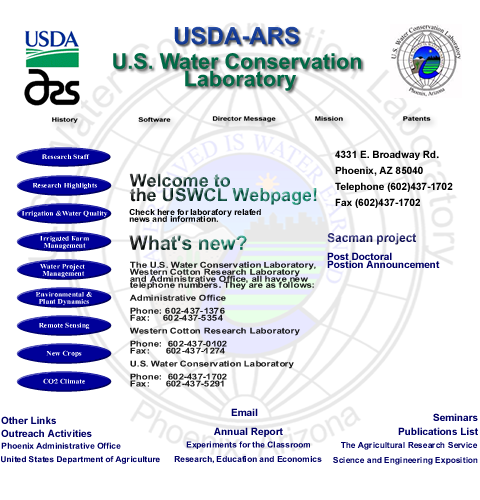 USDA
ars
USDA-ARS
U.S. Water Conservation
Laboratory
U.S. Water Conservation Laboratory
Phoenix, Arizona
History
Software
Director Message
Mission
Patents
Research Staff
Research Highlights
Irrigation & Water Quality
Irrigated Farm
Management
Water Project
Management
Environmental &
Plant Dynamics
Remote Sensing
New Crops
CO2 Climate
Welcome to
the USWCL Webpage!
Check here for laboratory related
news and information.
What's new?
The U.S. Water Conservation Laboratory,
Western Cotton Research Laboratory
and Administrative Office, all have new
telephone numbers. They are as follows:
Administrative Office
Phone: 602-437-1376
Fax: 602-437-5354
Western Cotton Research Laboratory
Phone: 602-437-0102
Fax: 602-437-1274
U.S. Water Conservation Laboratory
Phone: 602-437-1702
Fax: 602-437-5291
4331 E. Broadway Rd.
Phoenix, AZ 85040
Telephone (602)437-1702
Fax (602)437-1702
Sacman project
Post Doctoral
Postion Announcement
Other Links
Outreach Activities
Phoenix Administrative Office
United States Department of Agriculture
Email
Annual Report
Experiments for the Classroom
Research, Education and Economics
Seminars
Publications List
The Agricultural Research Service
Science and Engineering Exposition
Phoenix, Arizona